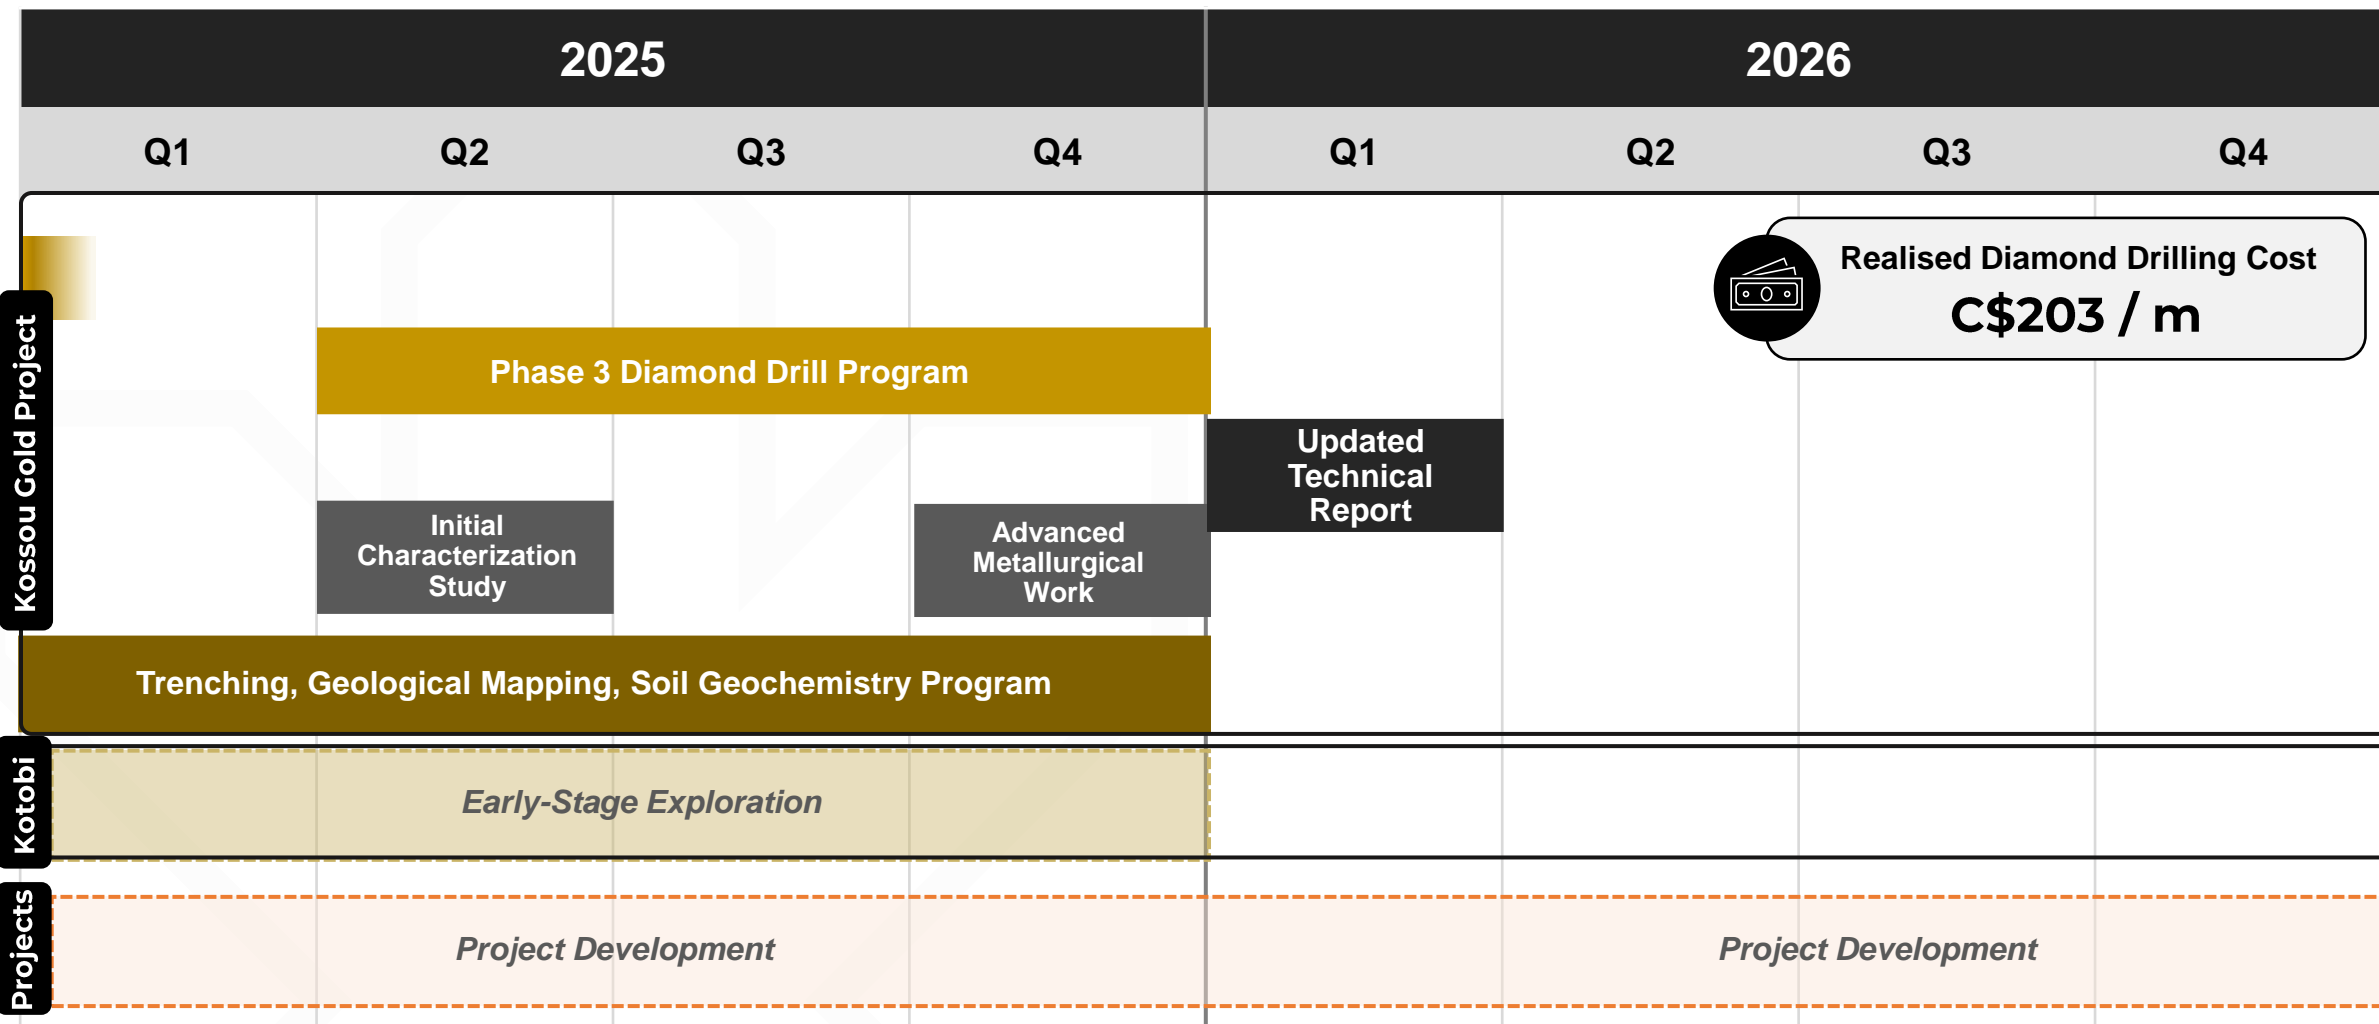 2025
2026
Q1
Q2
Q3
Q4
Q1
Q2
Q3
Q4
Kossou Gold Project
Realised Diamond Drilling Cost
C$203 / m
Phase 3 Diamond Drill Program
Updated
Technical
Report
Initial
Characterization
Study
Advanced
Metallurgical
Work
Trenching, Geological Mapping, Soil Geochemistry Program
Kotobi
Early-Stage Exploration
Projects
Project Development
Project Development